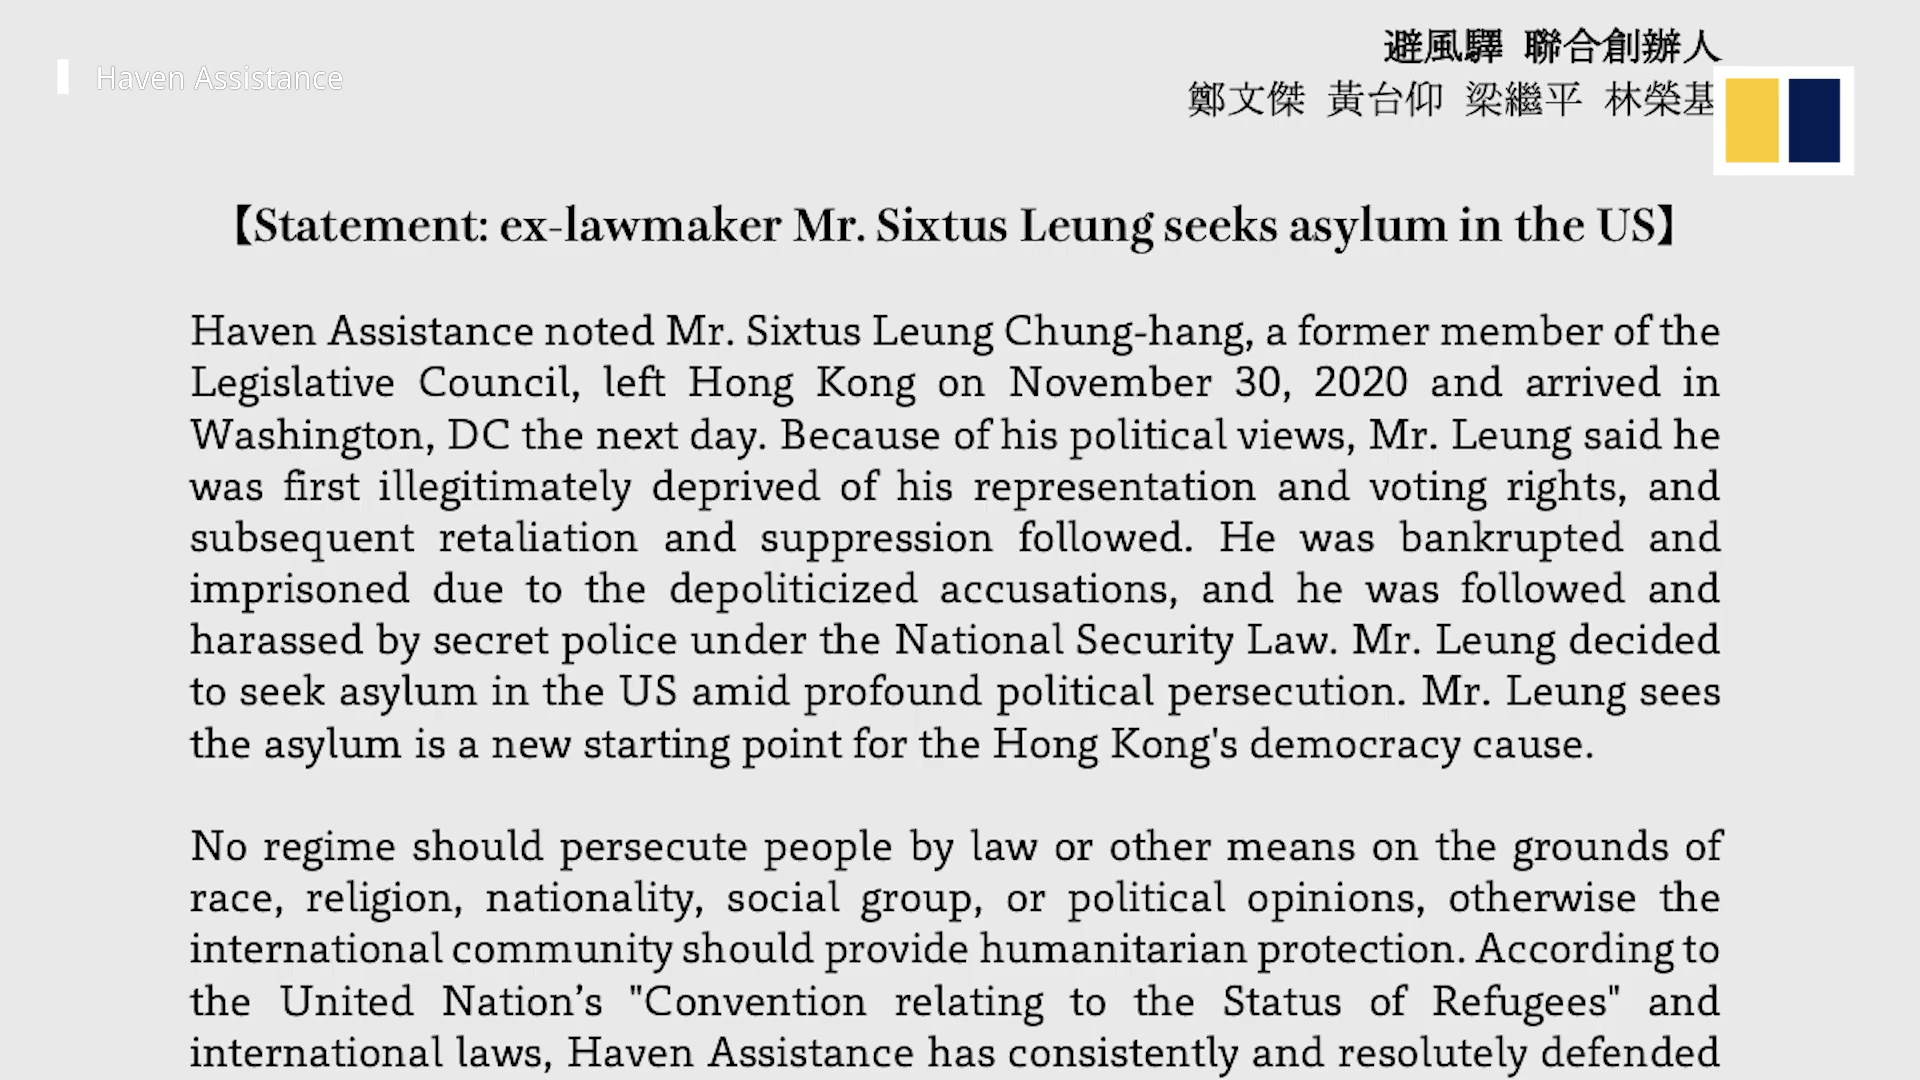 避風驛 聯合創辦人
Haven Assistance
鄭文傑 黃台仰 梁繼平 林榮基
【Statement: ex-lawmaker Mr. Sixtus Leung seeks asylum in the US】
Haven Assistance noted Mr. Sixtus Leung Chung-hang, a former member of the
Legislative Council, left Hong Kong on November 30, 2020 and arrived in
Washington, DC the next day. Because of his political views, Mr. Leung said he
was first illegitimately deprived of his representation and voting rights, and
subsequent retaliation and suppression followed. He was bankrupted and
imprisoned due to the depoliticized accusations, and he was followed and
harassed by secret police under the National Security Law. Mr. Leung decided
to seek asylum in the US amid profound political persecution. Mr. Leung sees
the asylum is a new starting point for the Hong Kong's democracy cause.
No regime should persecute people by law or other means on the grounds of
race, religion, nationality, social group, or political opinions, otherwise the
international community should provide humanitarian protection. According to
the United Nation’s "Convention relating to the Status of Refugees" and
international laws, Haven Assistance has consistently and resolutely defended